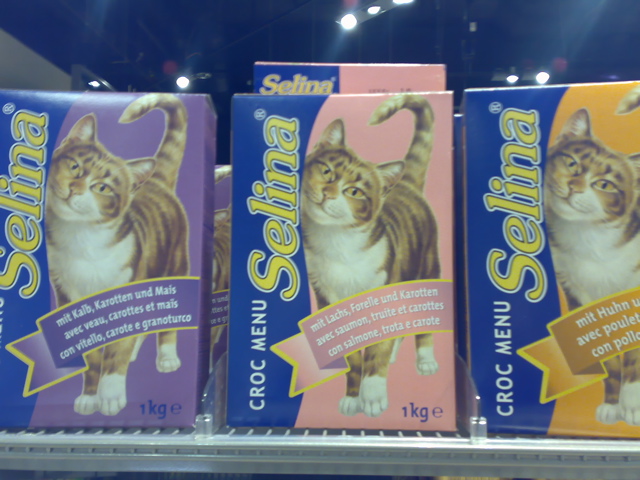 Selina®
mit Kalb, Karotten und Mais
avec veau, carottes et maïs
con vitello, carote e granoturco
1kg e
Selina
Selina®
CROC MENU
mit Lachs, Forelle und Karotten
avec saumon, truite et carottes
con salmone, trota e carote
1kg e
Selina®
CROC MENU
mit Huhn
avec poulet
con pollo